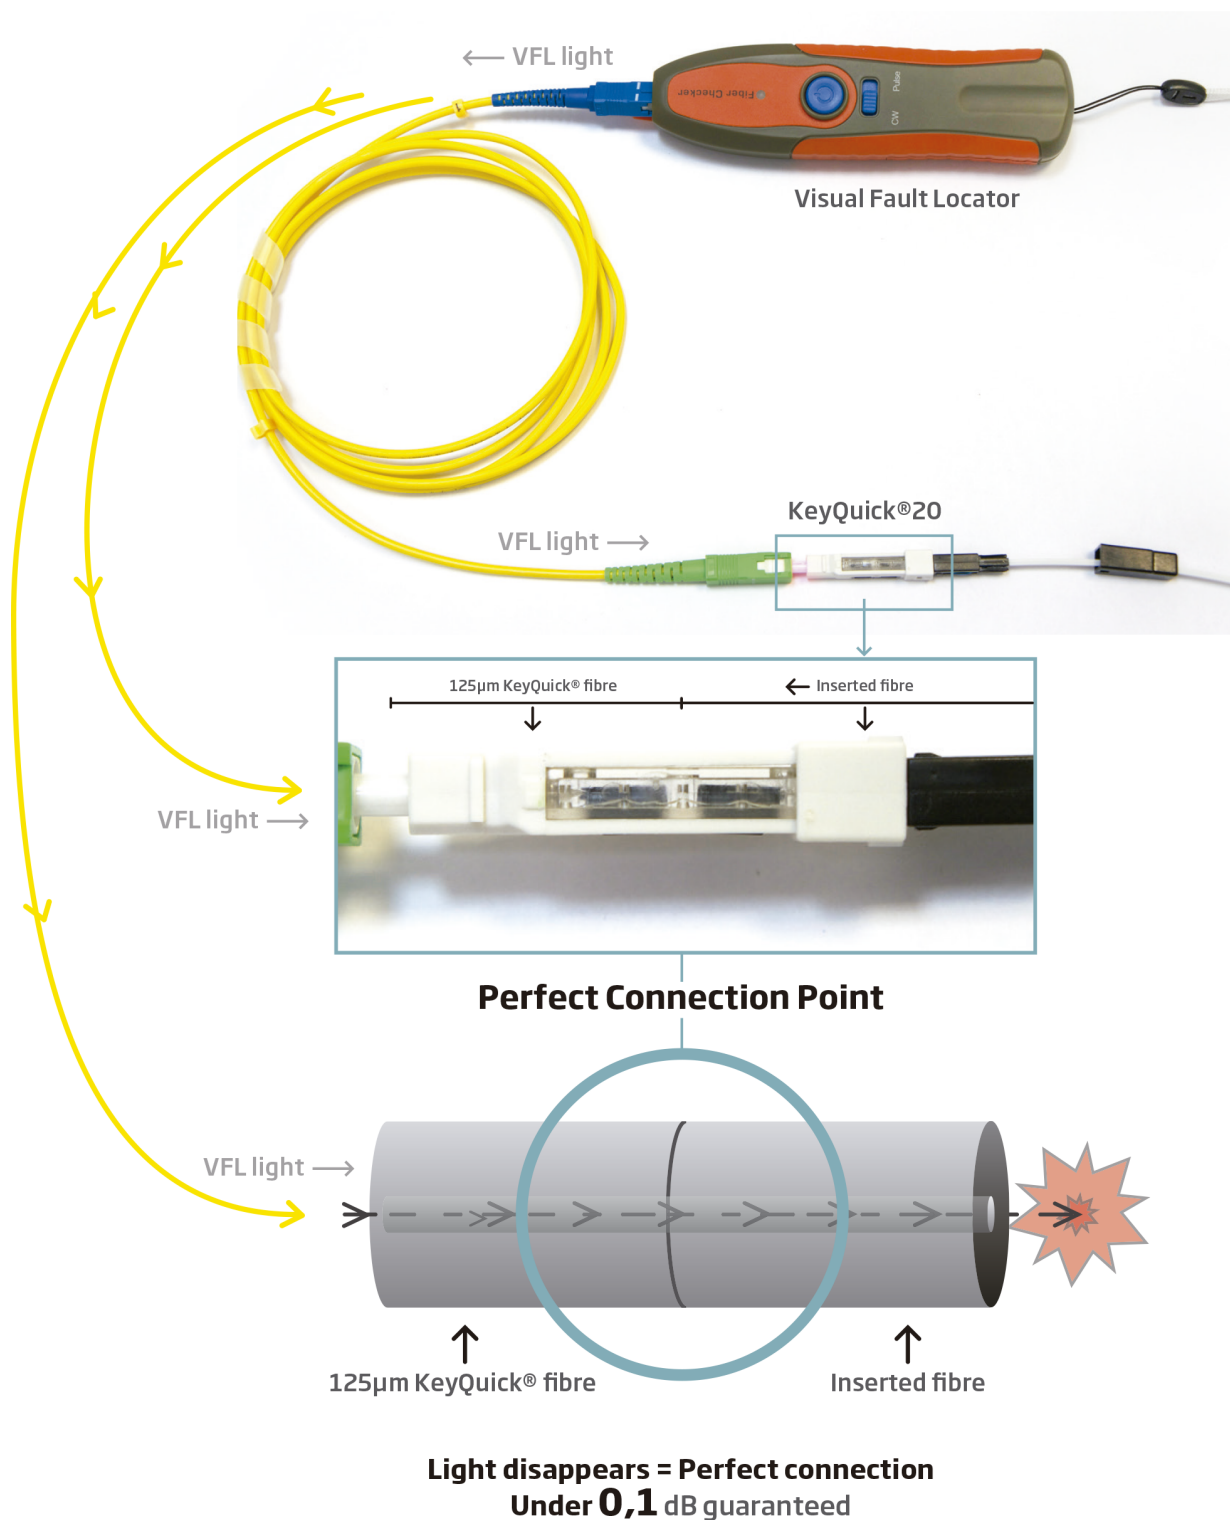 VFL light
Fiber Checker
CW
Pulse
Visual Fault Locator
KeyQuick®20
VFL light
125µm KeyQuick® fibre
Inserted fibre
VFL light
Perfect Connection Point
VFL light
125µm KeyQuick® fibre
Inserted fibre
Light disappears = Perfect connection
Under 0,1 dB guaranteed